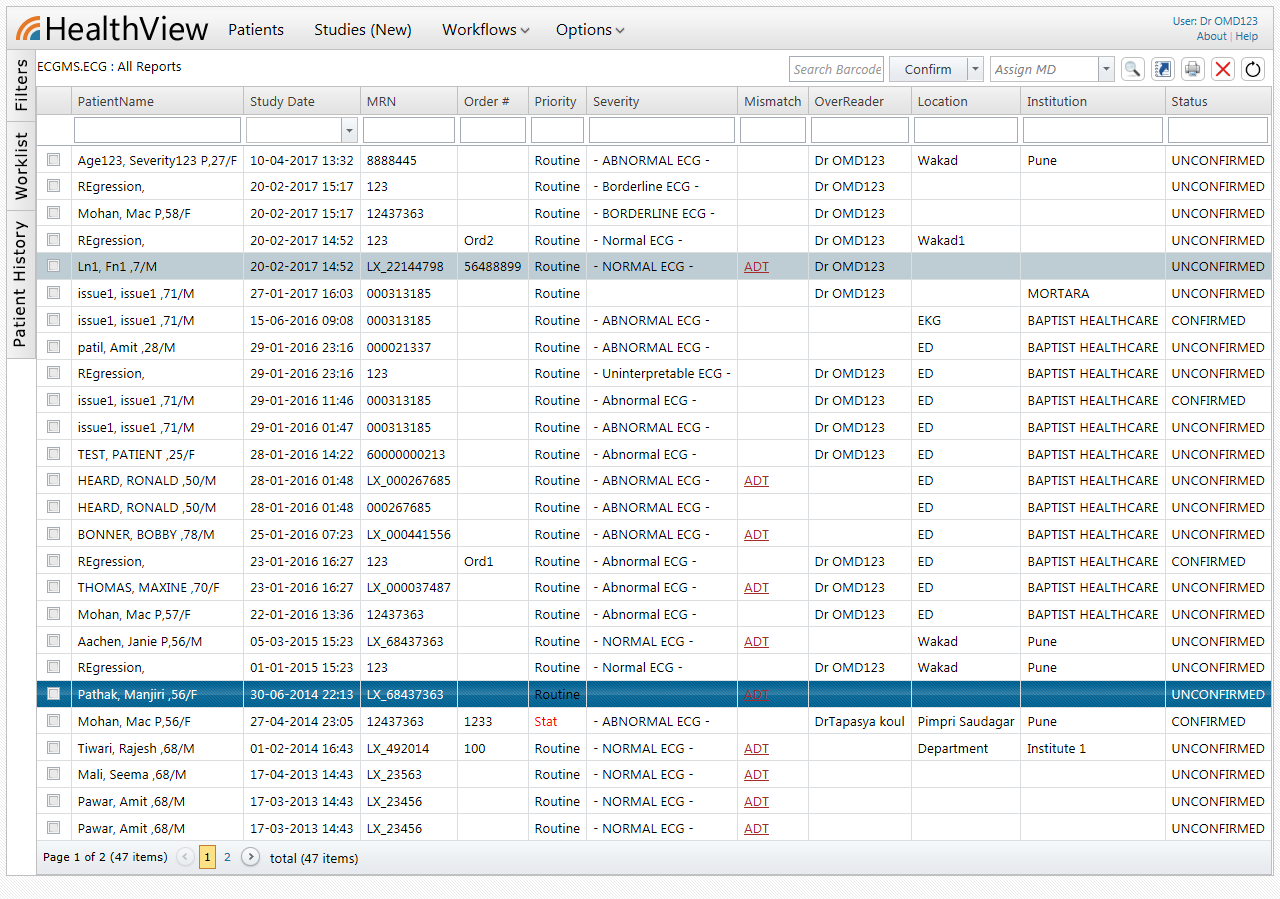 HealthView Patients Studies (New) Workflows Options
User: Dr OMD123
About | Help
Filters
Worklist
Patient History
ECGMS.ECG : All Reports Search Barcode Confirm Assign MD
PatientName Study Date MRN Order # Priority Severity Mismatch OverReader Location Institution Status
Age123, Severity123 P,27/F 10-04-2017 13:32 8888445 Routine - ABNORMAL ECG - Dr OMD123 Wakad Pune UNCONFIRMED
REgression, 20-02-2017 15:17 123 Routine - Borderline ECG - Dr OMD123 UNCONFIRMED
Mohan, Mac P,58/F 20-02-2017 15:17 12437363 Routine - BORDERLINE ECG - Dr OMD123 UNCONFIRMED
REgression, 20-02-2017 14:52 123 Ord2 Routine - Normal ECG - Dr OMD123 Wakad1 UNCONFIRMED
Ln1, Fn1 ,7/M 20-02-2017 14:52 LX_22144798 56488899 Routine - NORMAL ECG - ADT Dr OMD123 UNCONFIRMED
issue1, issue1 ,71/M 27-01-2017 16:03 000313185 Routine Dr OMD123 MORTARA UNCONFIRMED
issue1, issue1 ,71/M 15-06-2016 09:08 000313185 Routine - ABNORMAL ECG - EKG BAPTIST HEALTHCARE CONFIRMED
patil, Amit ,28/M 29-01-2016 23:16 000021337 Routine - ABNORMAL ECG - ED BAPTIST HEALTHCARE UNCONFIRMED
REgression, 29-01-2016 23:16 123 Routine - Uninterpretable ECG - Dr OMD123 ED BAPTIST HEALTHCARE UNCONFIRMED
issue1, issue1 ,71/M 29-01-2016 11:46 000313185 Routine - Abnormal ECG - Dr OMD123 ED BAPTIST HEALTHCARE CONFIRMED
issue1, issue1 ,71/M 29-01-2016 01:47 000313185 Routine - ABNORMAL ECG - Dr OMD123 ED BAPTIST HEALTHCARE UNCONFIRMED
TEST, PATIENT ,25/F 28-01-2016 14:22 60000000213 Routine - Abnormal ECG - Dr OMD123 ED BAPTIST HEALTHCARE UNCONFIRMED
HEARD, RONALD ,50/M 28-01-2016 01:48 LX_000267685 Routine - ABNORMAL ECG - ADT ED BAPTIST HEALTHCARE UNCONFIRMED
HEARD, RONALD ,50/M 28-01-2016 01:48 000267685 Routine - ABNORMAL ECG - ED BAPTIST HEALTHCARE UNCONFIRMED
BONNER, BOBBY ,78/M 25-01-2016 07:23 LX_000441556 Routine - ABNORMAL ECG - ADT ED BAPTIST HEALTHCARE UNCONFIRMED
REgression, 23-01-2016 16:27 123 Ord1 Routine - Abnormal ECG - Dr OMD123 ED BAPTIST HEALTHCARE CONFIRMED
THOMAS, MAXINE ,70/F 23-01-2016 16:27 LX_000037487 Routine - Abnormal ECG - ADT Dr OMD123 ED BAPTIST HEALTHCARE UNCONFIRMED
Mohan, Mac P,57/F 22-01-2016 13:36 12437363 Routine - Abnormal ECG - Dr OMD123 ED BAPTIST HEALTHCARE UNCONFIRMED
Aachen, Janie P,56/M 05-03-2015 15:23 LX_68437363 Routine - NORMAL ECG - ADT Wakad Pune UNCONFIRMED
REgression, 01-01-2015 15:23 123 Routine - Normal ECG - Dr OMD123 Wakad Pune UNCONFIRMED
Pathak, Manjiri ,56/F 30-06-2014 22:13 LX_68437363 Routine ADT UNCONFIRMED
Mohan, Mac P,56/F 27-04-2014 23:05 12437363 1233 Stat - ABNORMAL ECG - DrTapasya koul Pimpri Saudagar Pune CONFIRMED
Tiwari, Rajesh ,68/M 01-02-2014 16:43 LX_492014 100 Routine - NORMAL ECG - ADT Department Institute 1 UNCONFIRMED
Mali, Seema ,68/M 17-04-2013 14:43 LX_23563 Routine - NORMAL ECG - ADT UNCONFIRMED
Pawar, Amit ,68/M 17-03-2013 14:43 LX_23456 Routine - NORMAL ECG - ADT UNCONFIRMED
Pawar, Amit ,68/M 17-03-2013 14:43 LX_23456 Routine - NORMAL ECG - ADT UNCONFIRMED
Page 1 of 2 (47 items) 1 2 total (47 items)